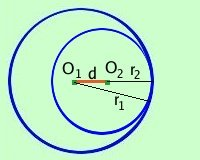 O₁ d O₂ r₂
r₁